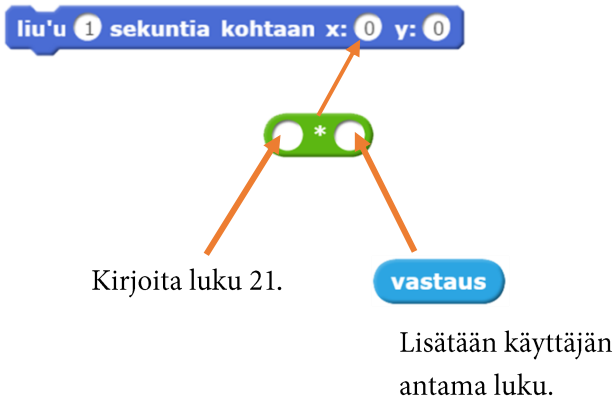 liu'u 1 sekuntia kohtaan x: 0 y: 0
*
Kirjoita luku 21.
vastaus
Lisätään käyttäjän
antama luku.